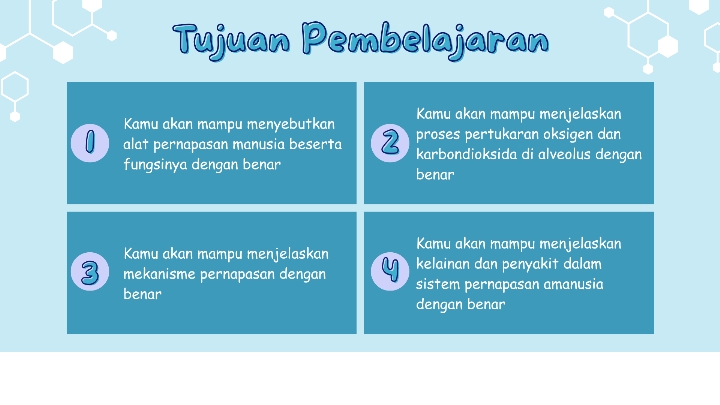 Tujuan Pembelajaran
1
Kamu akan mampu menyebutkan
alat pernapasan manusia beserta
fungsinya dengan benar
2
Kamu akan mampu menjelaskan
proses pertukaran oksigen dan
karbondioksida di alveolus dengan
benar
3
Kamu akan mampu menjelaskan
mekanisme pernapasan dengan
benar
4
Kamu akan mampu menjelaskan
kelainan dan penyakit dalam
sistem pernapasan amanusia
dengan benar